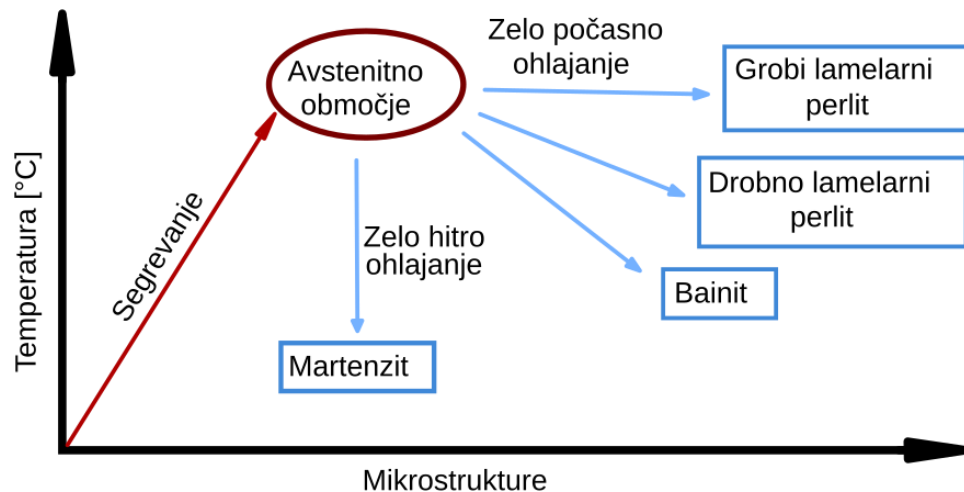 Zelo počasno
ohlajanje
Avstenitno
območje
Grobi lamelarni
perlit
Drobno lamelarni
perlit
Segrevanje
Zelo hitro
ohlajanje
Bainit
Martenzit
Temperatura [°C]
Mikrostrukture